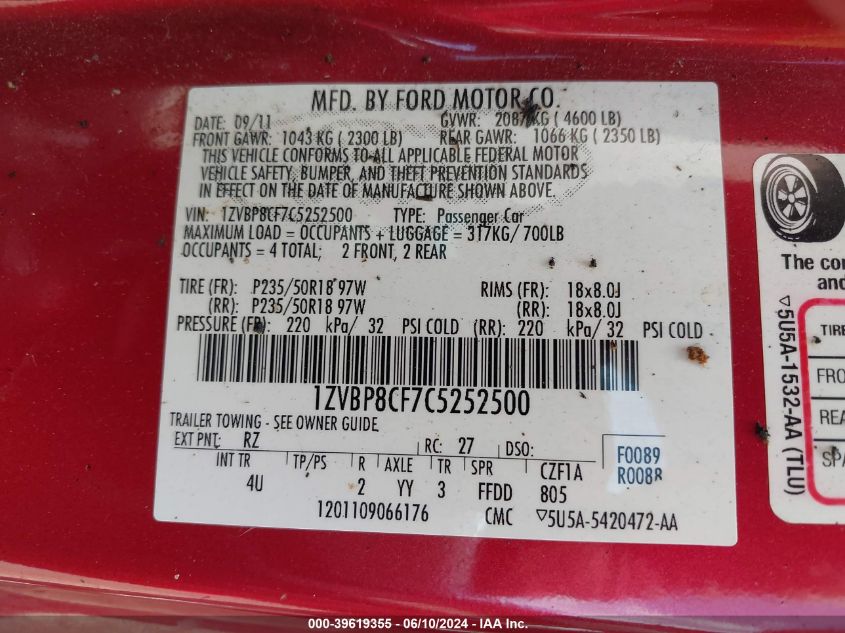 MFD. BY FORD MOTOR CO.
DATE: 09/11 GVWR: 2087KG ( 4600 LB)
FRONT GAWR: 1043 KG ( 2300 LB) REAR GAWR: 1066 KG ( 2350 LB)
THIS VEHICLE CONFORMS TO ALL APPLICABLE FEDERAL MOTOR
VEHICLE SAFETY, BUMPER, AND THEFT PREVENTION STANDARDS
IN EFFECT ON THE DATE OF MANUFACTURE SHOWN ABOVE.
VIN: 1ZVBP8CF7C5252500 TYPE: Passenger Car
MAXIMUM LOAD = OCCUPANTS + LUGGAGE = 317KG/ 700LB
OCCUPANTS = 4 TOTAL; 2 FRONT, 2 REAR
TIRE (FR): P235/50R18 97W RIMS (FR): 18x8.0J
(RR): P235/50R18 97W (RR): 18x8.0J
PRESSURE (FR): 220 kPa/ 32 PSI COLD (RR): 220 kPa/ 32 PSI COLD
1ZVBP8CF7C5252500
TRAILER TOWING - SEE OWNER GUIDE
EXT PNT: RZ RC: 27 DSO: F0089
INT TR TP/PS R AXLE TR SPR CZF1A R0088
4U 2 YY 3 FFDD 805
1201109066176 CMC ▽5U5A-5420472-AA
The
and
TIRE
FRO
REA
SPA
▽5U5A-1532-AA (TLU)
000-39619355 - 06/10/2024 - IAA Inc.